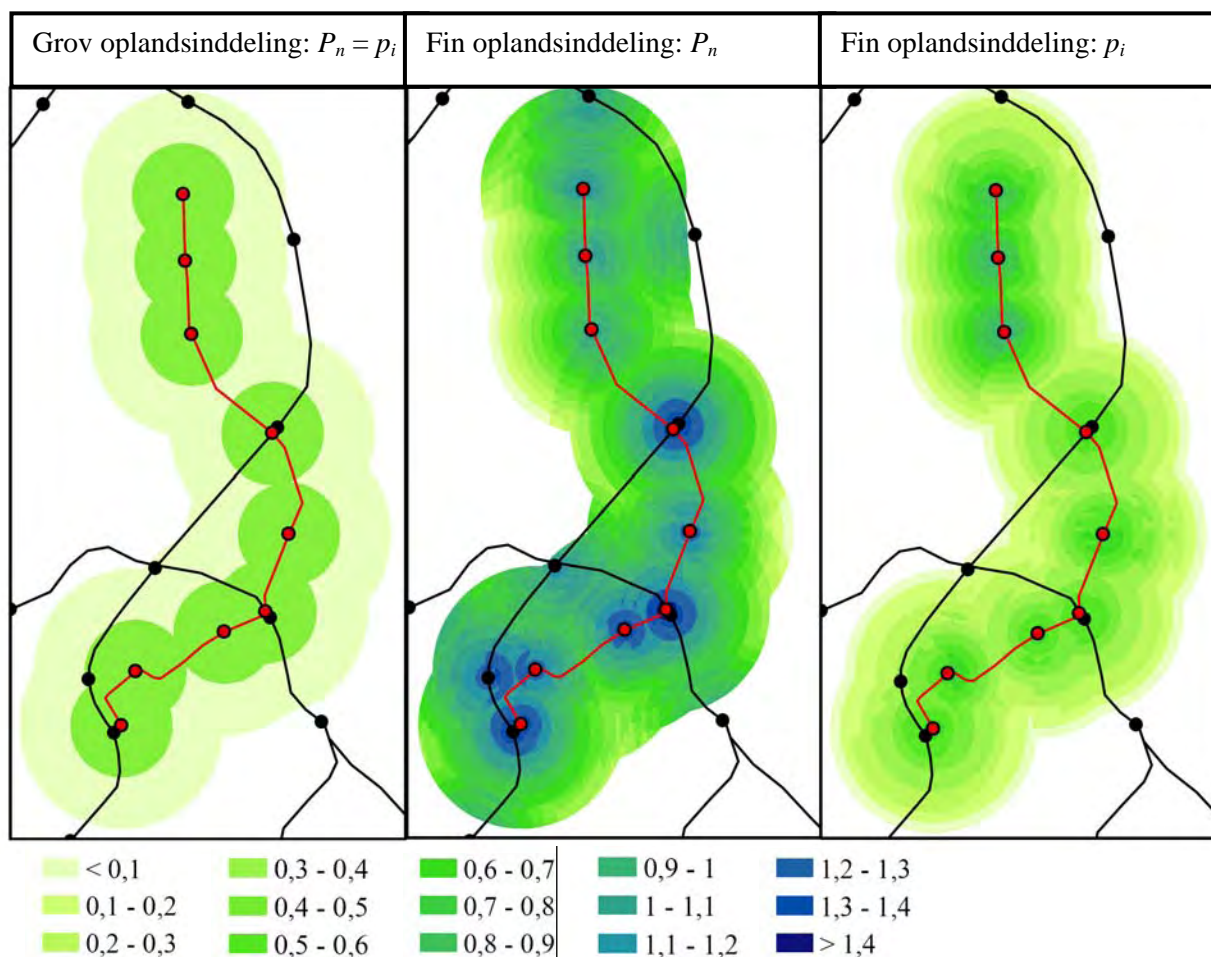 Grov oplandsinddeling: Pₙ = pᵢ
Fin oplandsinddeling: Pₙ
Fin oplandsinddeling: pᵢ
< 0,1
0,1 - 0,2
0,2 - 0,3
0,3 - 0,4
0,4 - 0,5
0,5 - 0,6
0,6 - 0,7
0,7 - 0,8
0,8 - 0,9
0,9 - 1
1 - 1,1
1,1 - 1,2
1,2 - 1,3
1,3 - 1,4
> 1,4